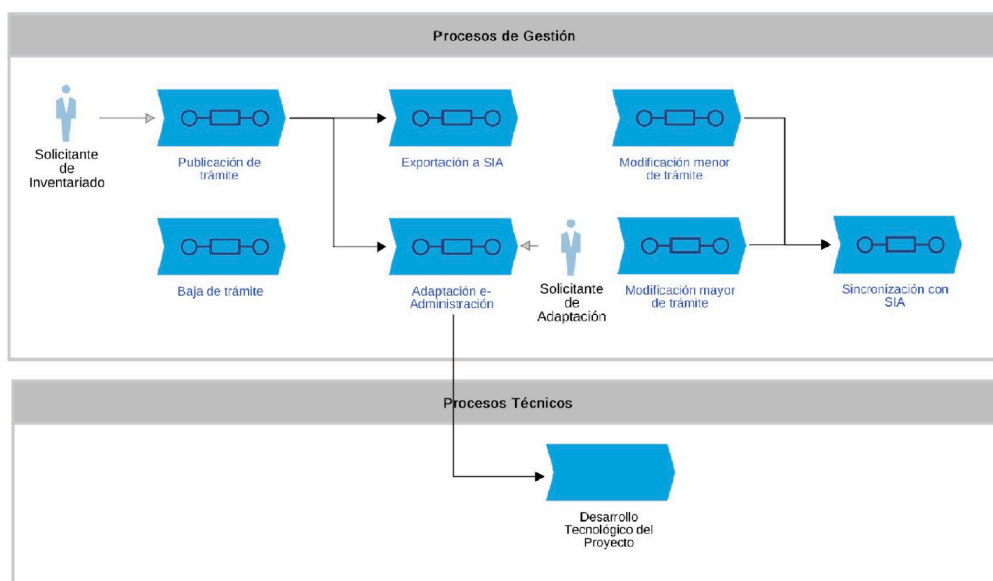 Procesos de Gestión
Solicitante
de
Inventariado
Publicación de
trámite
Exportación a SIA
Modificación menor
de trámite
Baja de trámite
Adaptación e-
Administración
Solicitante
de
Adaptación
Modificación mayor
de trámite
Sincronización con
SIA
Procesos Técnicos
Desarrollo
Tecnológico del
Proyecto